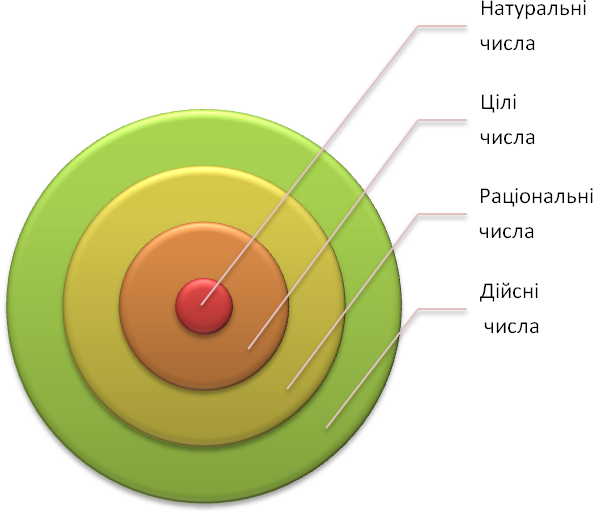 Натуральні
числа
Цілі
числа
Раціональні
числа
Дійсні
числа